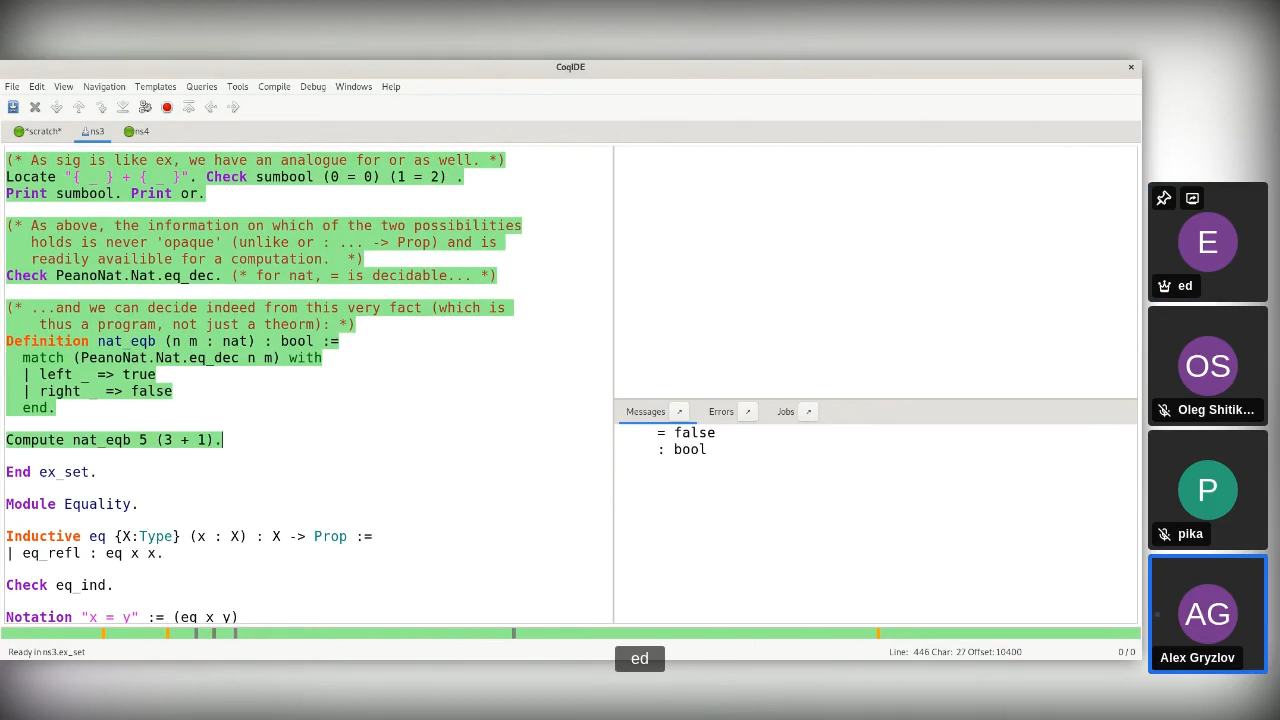 CoqIDE
×
File Edit View Navigation Templates Queries Tools Compile Debug Windows Help
*scratch* ns3 ns4
(* As sig is like ex, we have an analogue for or as well. *)
Locate "{ _ } + { _ }". Check sumbool (0 = 0) (1 = 2) .
Print sumbool. Print or.
(* As above, the information on which of the two possibilities
holds is never 'opaque' (unlike or : ... -> Prop) and is
readily availible for a computation.  *)
Check PeanoNat.Nat.eq_dec. (* for nat, = is decidable... *)
(* ...and we can decide indeed from this very fact (which is
thus a program, not just a theorm): *)
Definition nat_eqb (n m : nat) : bool :=
match (PeanoNat.Nat.eq_dec n m) with
| left _ => true
| right _ => false
end.
Compute nat_eqb 5 (3 + 1).
End ex_set.
Module Equality.
Inductive eq {X:Type} (x : X) : X -> Prop :=
| eq_refl : eq x x.
Check eq_ind.
Notation "x = y" := (eq x y)
Messages Errors Jobs
= false
: bool
Ready in ns3.ex_set
Line: 446 Char: 27 Offset:10400
0 / 0
ed
E
ed
OS
Oleg Shitik...
P
pika
AG
Alex Gryzlov